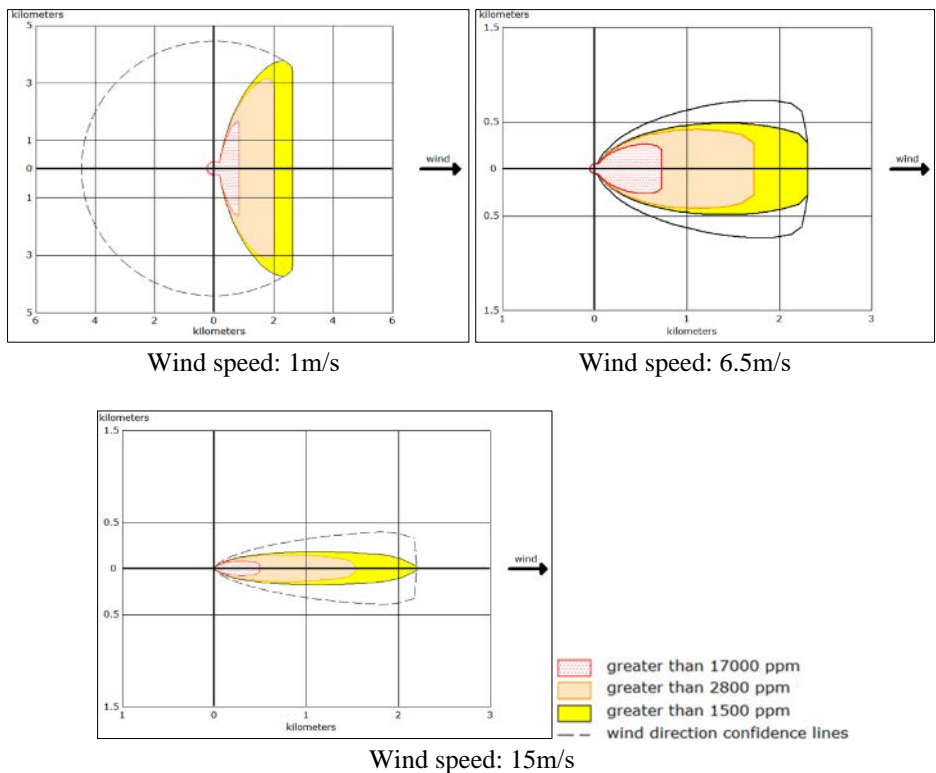 kilometers
5
3
1
0
1
3
5
6 4 2 0 2 4 6
kilometers
wind
Wind speed: 1m/s
kilometers
1.5
0.5
0
0.5
1.5
1 0 1 2 3
kilometers
wind
Wind speed: 6.5m/s
kilometers
1.5
0.5
0
0.5
1.5
1 0 1 2 3
kilometers
wind
greater than 17000 ppm
greater than 2800 ppm
greater than 1500 ppm
wind direction confidence lines
Wind speed: 15m/s